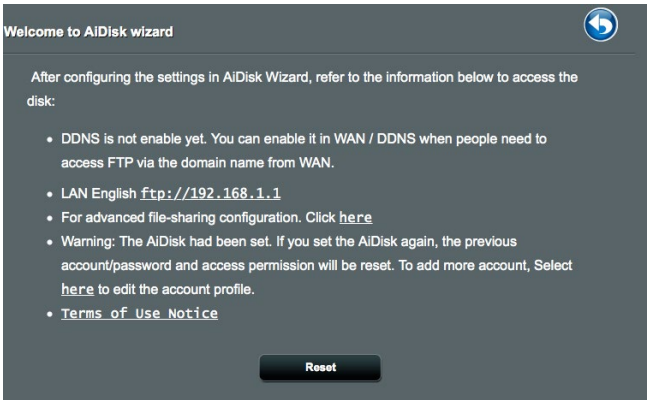 Welcome to AiDisk wizard
After configuring the settings in AiDisk Wizard, refer to the information below to access the
disk:
• DDNS is not enable yet. You can enable it in WAN / DDNS when people need to
access FTP via the domain name from WAN.
• LAN English ftp://192.168.1.1
• For advanced file-sharing configuration. Click here
• Warning: The AiDisk had been set. If you set the AiDisk again, the previous
account/password and access permission will be reset. To add more account, Select
here to edit the account profile.
• Terms of Use Notice
Reset